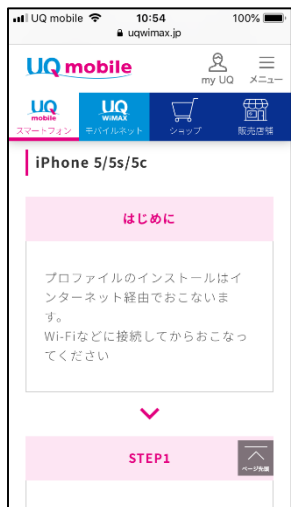 UQ mobile 10:54 100%
uqwimax.jp
UQ mobile
my UQ メニュー
UQ mobile UQ WiMAX
スマートフォン モバイルネット ショップ 販売店舗
iPhone 5/5s/5c
はじめに
プロファイルのインストールはイ
ンターネット経由でおこないま
す。
Wi-Fiなどに接続してからおこなっ
てください
STEP1
ページ先頭